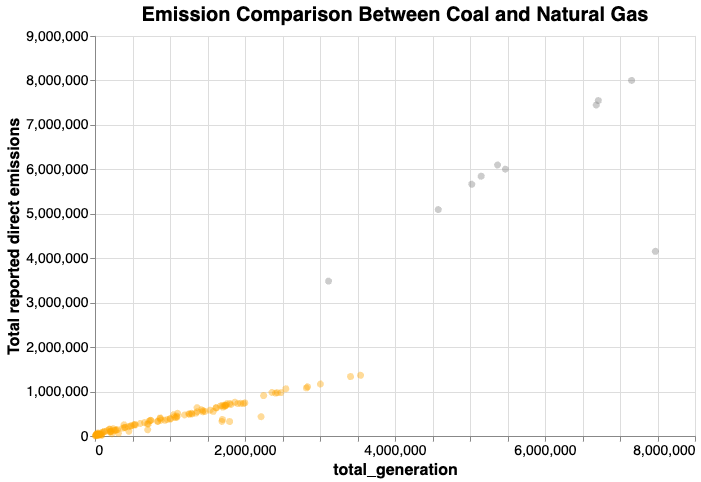 Emission Comparison Between Coal and Natural Gas
Total reported direct emissions
9,000,000
8,000,000
7,000,000
6,000,000
5,000,000
4,000,000
3,000,000
2,000,000
1,000,000
0
0 2,000,000 4,000,000 6,000,000 8,000,000
total_generation